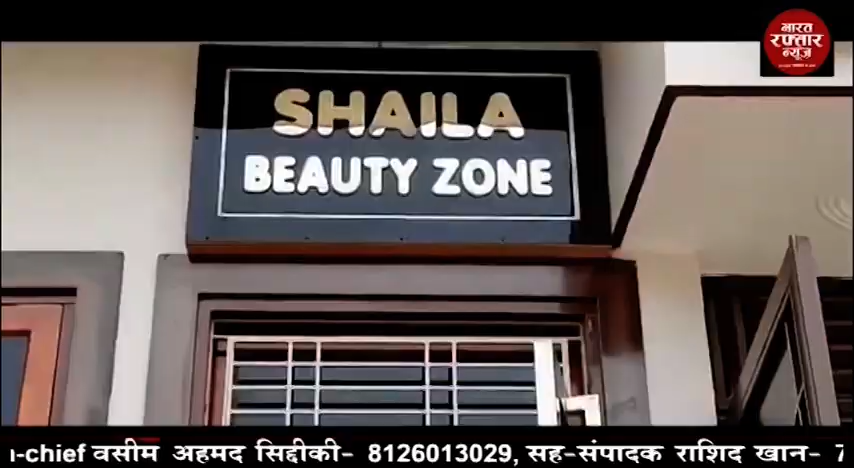 भारत
रफ्तार
न्यूज़
SHAILA
BEAUTY ZONE
-chief वसीम अहमद सिद्दीकी- 8126013029, सह-संपादक राशिद खान- 7